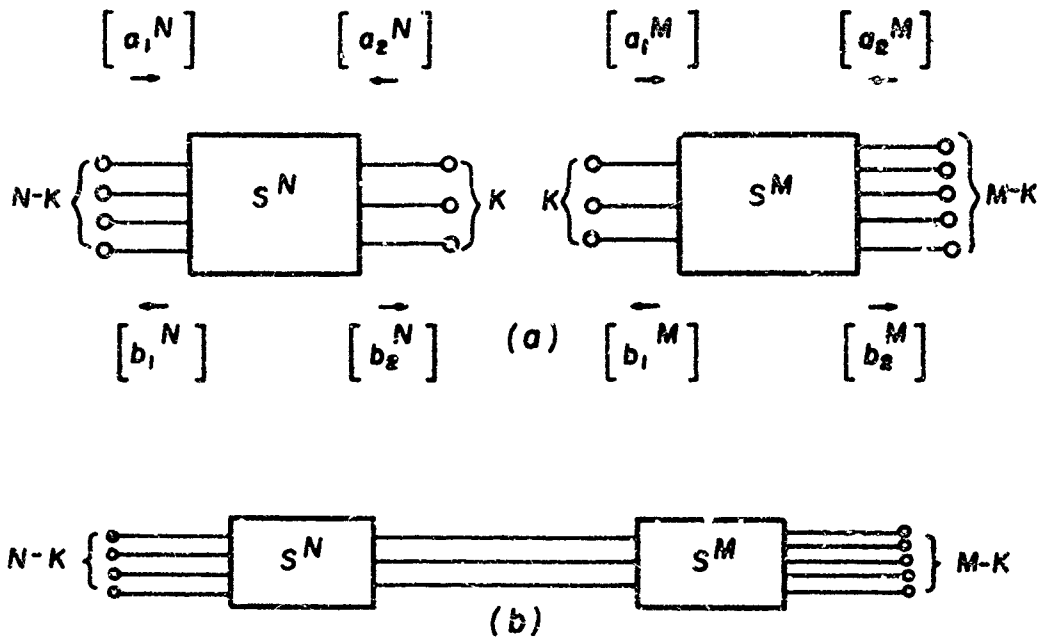 [a₁ᴺ] [a₂ᴺ] [a₁ᴹ] [a₂ᴹ]
N-K Sᴺ K K Sᴹ M-K
[b₁ᴺ] [b₂ᴺ] (a) [b₁ᴹ] [b₂ᴹ]
N-K Sᴺ Sᴹ M-K
(b)